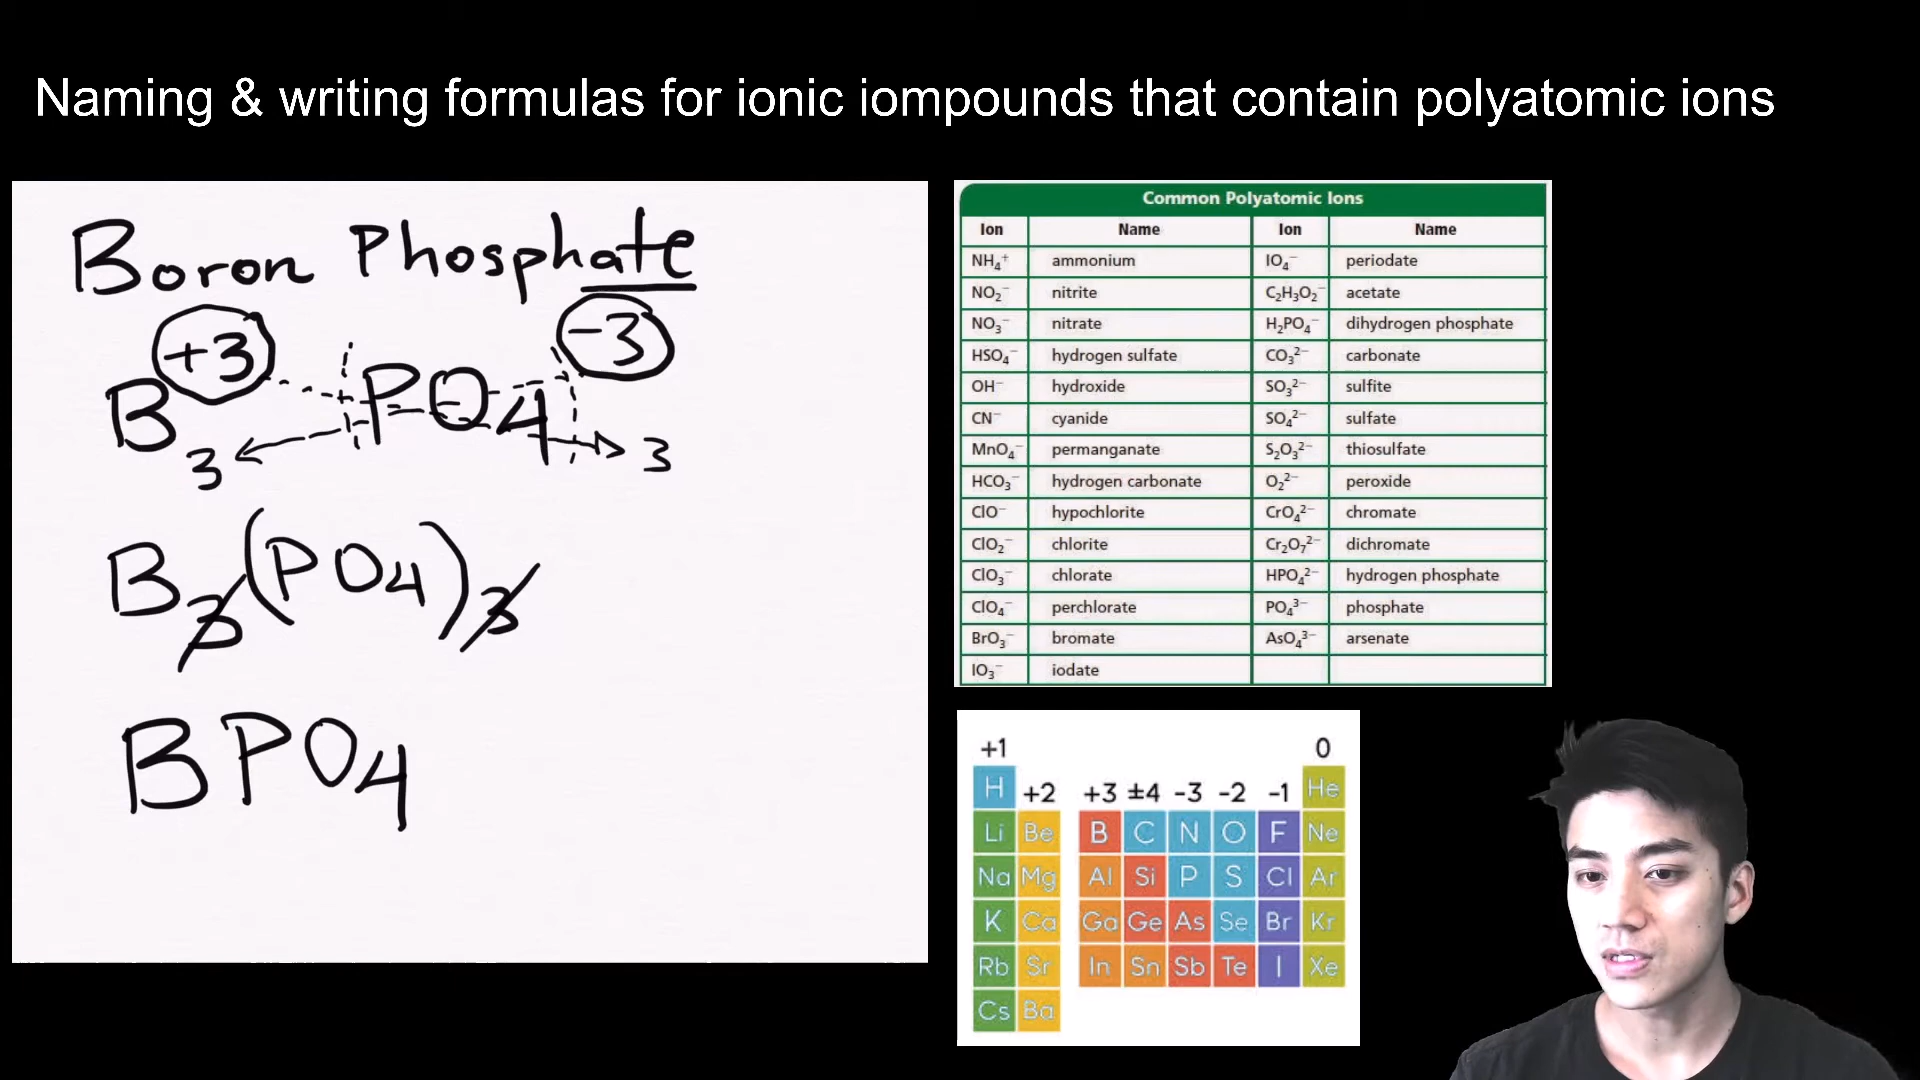 Naming & writing formulas for ionic iompounds that contain polyatomic ions
Boron Phosphate
+3 -3
B PO4
3 3
B3(PO4)3
BPO4
Common Polyatomic Ions
Ion Name Ion Name
NH₄⁺ ammonium IO₄⁻ periodate
NO₂⁻ nitrite C₂H₃O₂⁻ acetate
NO₃⁻ nitrate H₂PO₄⁻ dihydrogen phosphate
HSO₄⁻ hydrogen sulfate CO₃²⁻ carbonate
OH⁻ hydroxide SO₃²⁻ sulfite
CN⁻ cyanide SO₄²⁻ sulfate
MnO₄⁻ permanganate S₂O₃²⁻ thiosulfate
HCO₃⁻ hydrogen carbonate O₂²⁻ peroxide
ClO⁻ hypochlorite CrO₄²⁻ chromate
ClO₂⁻ chlorite Cr₂O₇²⁻ dichromate
ClO₃⁻ chlorate HPO₄²⁻ hydrogen phosphate
ClO₄⁻ perchlorate PO₄³⁻ phosphate
BrO₃⁻ bromate AsO₄³⁻ arsenate
IO₃⁻ iodate
+1 0
H +2 +3 ±4 -3 -2 -1 He
Li Be B C N O F Ne
Na Mg Al Si P S Cl Ar
K Ca Ga Ge As Se Br Kr
Rb Sr In Sn Sb Te I Xe
Cs Ba